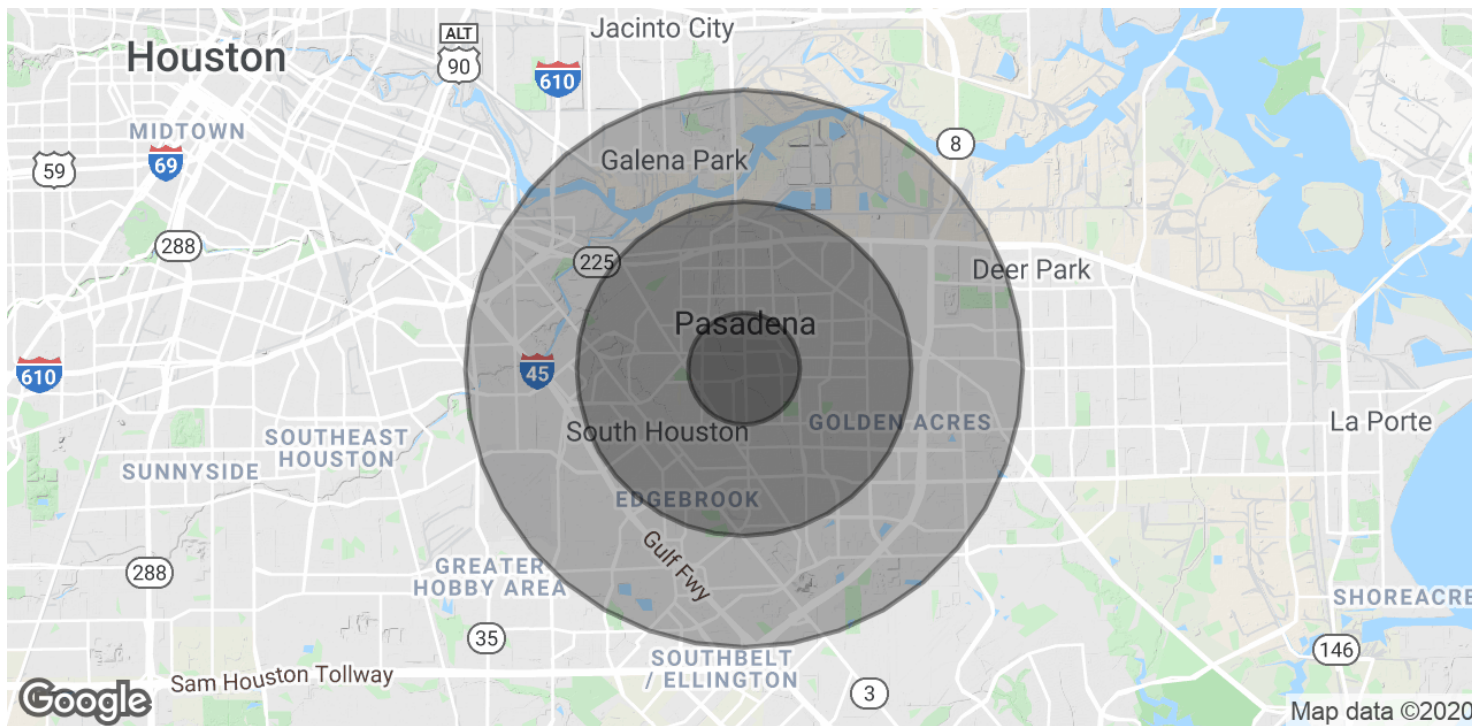 Jacinto City
Houston
ALT
90
610
MIDTOWN
8
59
69
Galena Park
288
225
Deer Park
Pasadena
610
45
La Porte
GOLDEN ACRES
South Houston
SOUTHEAST
HOUSTON
SUNNYSIDE
EDGEBROOK
Gulf Fwy
288
GREATER
HOBBY AREA
SHOREACRE
35
146
SOUTHBELT
/ ELLINGTON
Sam Houston Tollway
3
Google
Map data ©2020